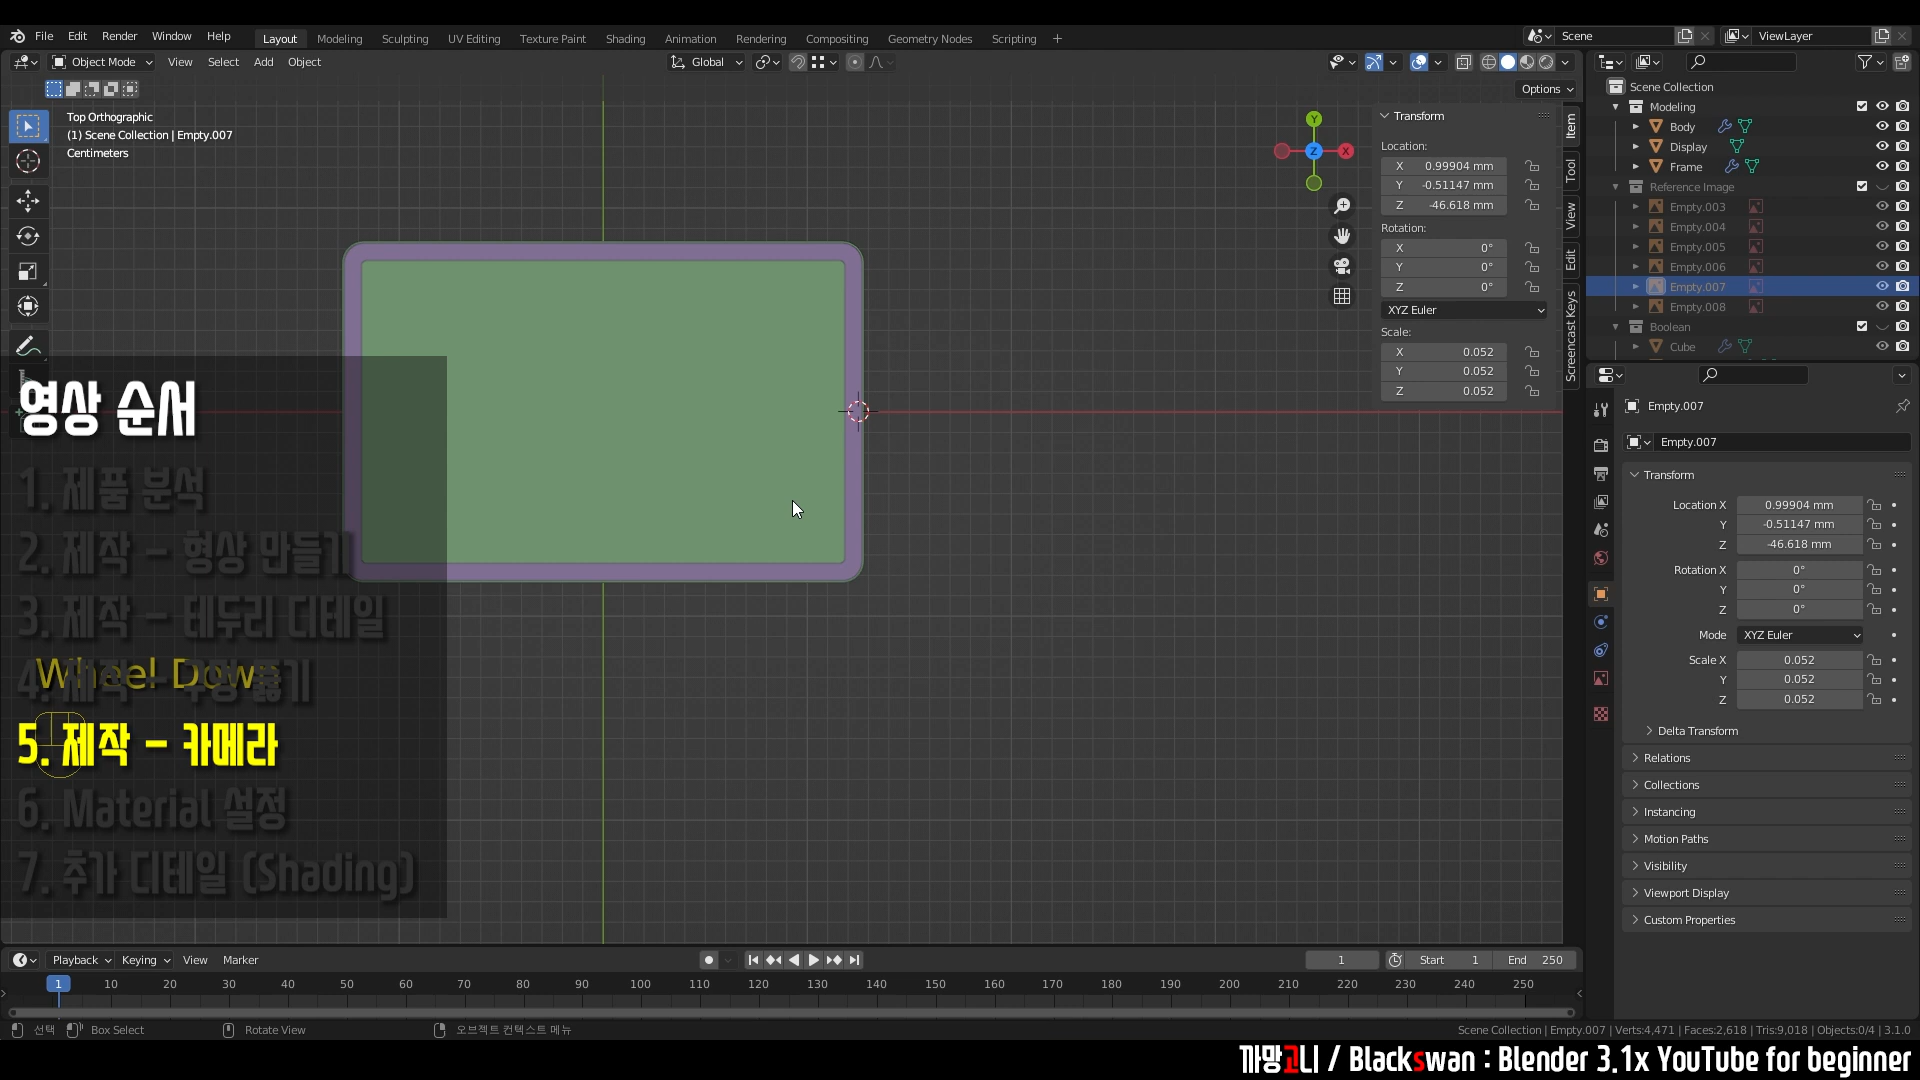 File Edit Render Window Help Layout Modeling Sculpting UV Editing Texture Paint Shading Animation Rendering Compositing Geometry Nodes Scripting + Scene ViewLayer
Object Mode View Select Add Object Global
Options
Top Orthographic
(1) Scene Collection | Empty.007
Centimeters
Y
X
Z
Transform
Location:
X 0.99904 mm
Y -0.51147 mm
Z -46.618 mm
Rotation:
X 0°
Y 0°
Z 0°
XYZ Euler
Scale:
X 0.052
Y 0.052
Z 0.052
Item
Tool
View
Edit
Screencast Keys
Scene Collection
Modeling
Body
Display
Frame
Reference Image
Empty.003
Empty.004
Empty.005
Empty.006
Empty.007
Empty.008
Boolean
Cube
Empty.007
Empty.007
Transform
Location X 0.99904 mm
Y -0.51147 mm
Z -46.618 mm
Rotation X 0°
Y 0°
Z 0°
Mode XYZ Euler
Scale X 0.052
Y 0.052
Z 0.052
Delta Transform
Relations
Collections
Instancing
Motion Paths
Visibility
Viewport Display
Custom Properties
영상 순서
1. 제품 분석
2. 제작 - 형상 만들기
3. 제작 - 테두리 디테일
Wheel Down
4. 제작 - 구멍 뚫기
5. 제작 - 카메라
6. Material 설정
7. 추가 디테일 (Shading)
Playback Keying View Marker 1 Start 1 End 250
1 10 20 30 40 50 60 70 80 90 100 110 120 130 140 150 160 170 180 190 200 210 220 230 240 250
선택 Box Select Rotate View 오브젝트 컨텍스트 메뉴 Scene Collection | Empty.007 | Verts:4,471 | Faces:2,618 | Tris:9,018 | Objects:0/4 | 3.1.0
까망고니 / Blackswan : Blender 3.1x YouTube for beginner